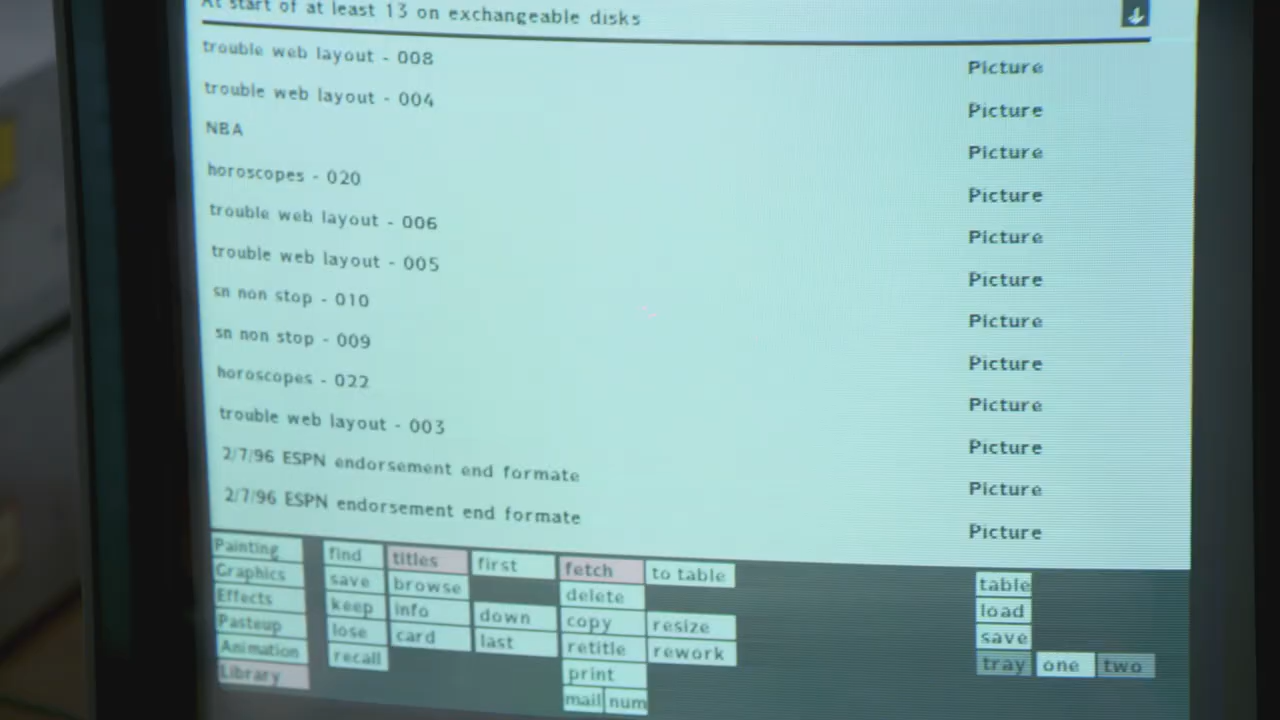 At start of at least 13 on exchangeable disks
trouble web layout - 008 Picture
trouble web layout - 004 Picture
NBA Picture
horoscopes - 020 Picture
trouble web layout - 006 Picture
trouble web layout - 005 Picture
sn non stop - 010 Picture
sn non stop - 009 Picture
horoscopes - 022 Picture
trouble web layout - 003 Picture
2/7/96 ESPN endorsement end formate Picture
2/7/96 ESPN endorsement end formate Picture
Painting find titles first fetch to table table
Graphics save browse delete load
Effects keep info down copy resize save
Pasteup lose card last retitle rework tray one two
Animation recall print
Library mail num